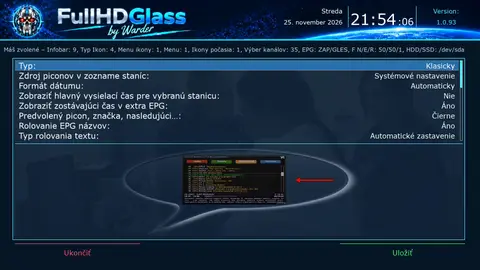 FullHDGlass
by Warder
Streda
25. november 2026
21:54:06
Version:
1.0.93
Máš zvolené – Infobar: 9, Typ Ikon: 4, Menu ikony: 1, Menu: 1, Ikony počasia: 1, Výber kanálov: 35, EPG: ZAP/GLES, F N/E/R: 50/50/1, HDD/SSD: /dev/sda
Typ: Klasicky
Zdroj piconov v zozname staníc: Systémové nastavenie
Formát dátumu: Automaticky
Zobraziť hlavný vysielací čas pre vybranú stanicu: Nie
Zobraziť zostávajúci čas v extra EPG: Áno
Predvolený picon, značka, nasledujúci...: Čierne
Rolovanie EPG názvov: Áno
Typ rolovania textu: Automatické zastavenie
Ukončiť
Uložiť